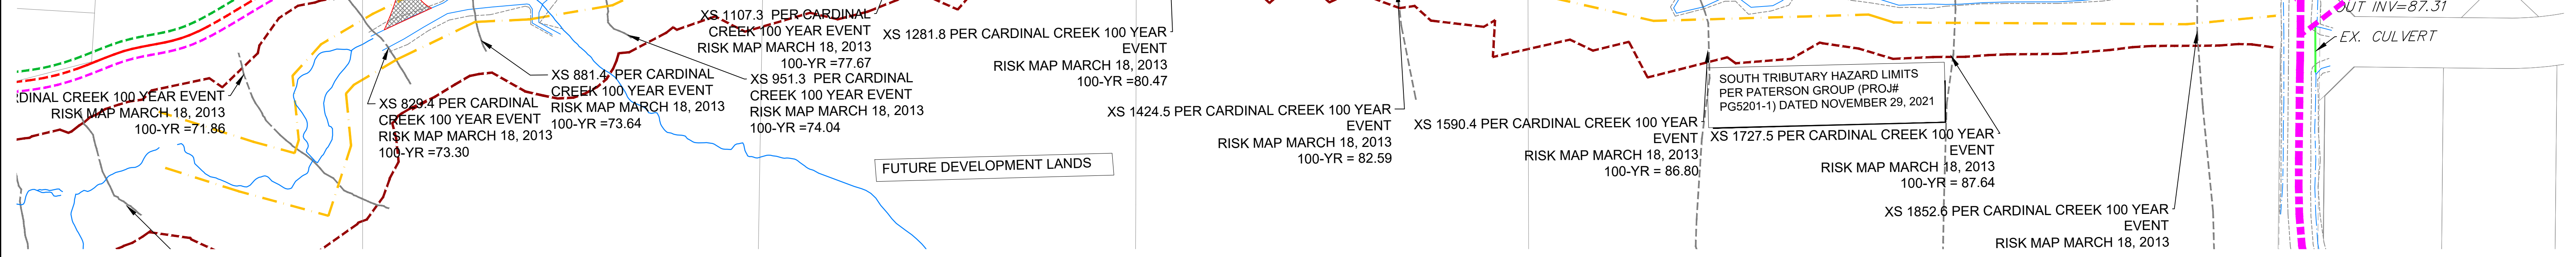 DINAL CREEK 100 YEAR EVENT
RISK MAP MARCH 18, 2013
100-YR =71.86
XS 829.4 PER CARDINAL
CREEK 100 YEAR EVENT
RISK MAP MARCH 18, 2013
100-YR =73.30
XS 881.4 PER CARDINAL
CREEK 100 YEAR EVENT
RISK MAP MARCH 18, 2013
100-YR =73.64
XS 1107.3 PER CARDINAL
CREEK 100 YEAR EVENT
RISK MAP MARCH 18, 2013
100-YR =77.67
XS 951.3 PER CARDINAL
CREEK 100 YEAR EVENT
RISK MAP MARCH 18, 2013
100-YR =74.04
XS 1281.8 PER CARDINAL CREEK 100 YEAR
EVENT
RISK MAP MARCH 18, 2013
100-YR =80.47
FUTURE DEVELOPMENT LANDS
XS 1424.5 PER CARDINAL CREEK 100 YEAR
EVENT
RISK MAP MARCH 18, 2013
100-YR = 82.59
XS 1590.4 PER CARDINAL CREEK 100 YEAR
EVENT
RISK MAP MARCH 18, 2013
100-YR = 86.80
SOUTH TRIBUTARY HAZARD LIMITS
PER PATERSON GROUP (PROJ#
PG5201-1) DATED NOVEMBER 29, 2021
XS 1727.5 PER CARDINAL CREEK 100 YEAR
EVENT
RISK MAP MARCH 18, 2013
100-YR = 87.64
XS 1852.6 PER CARDINAL CREEK 100 YEAR
EVENT
RISK MAP MARCH 18, 2013
OUT INV=87.31
EX. CULVERT